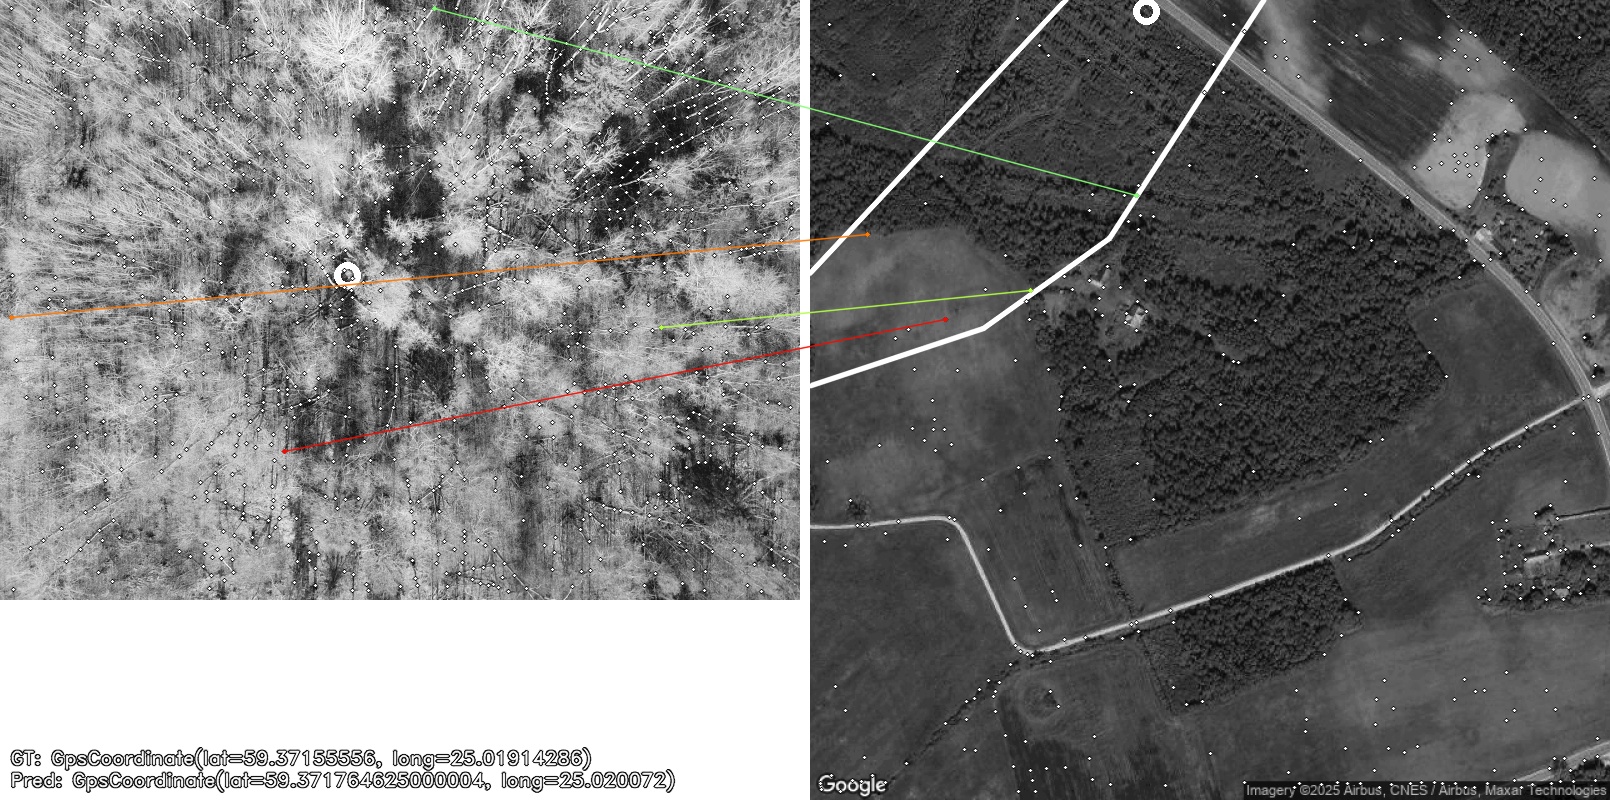 GT: GpsCoordinate(lat=59.37155556, long=25.01914286)
Pred: GpsCoordinate(lat=59.371764625000004, long=25.020072)
Google
Imagery ©2025 Airbus, CNES / Airbus, Maxar Technologies